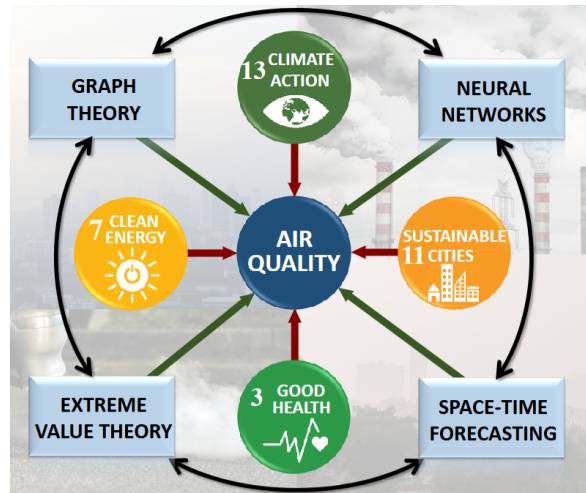 13 CLIMATE
ACTION
GRAPH
THEORY
NEURAL
NETWORKS
7 CLEAN
ENERGY
AIR
QUALITY
SUSTAINABLE
11 CITIES
EXTREME
VALUE THEORY
3 GOOD
HEALTH
SPACE-TIME
FORECASTING